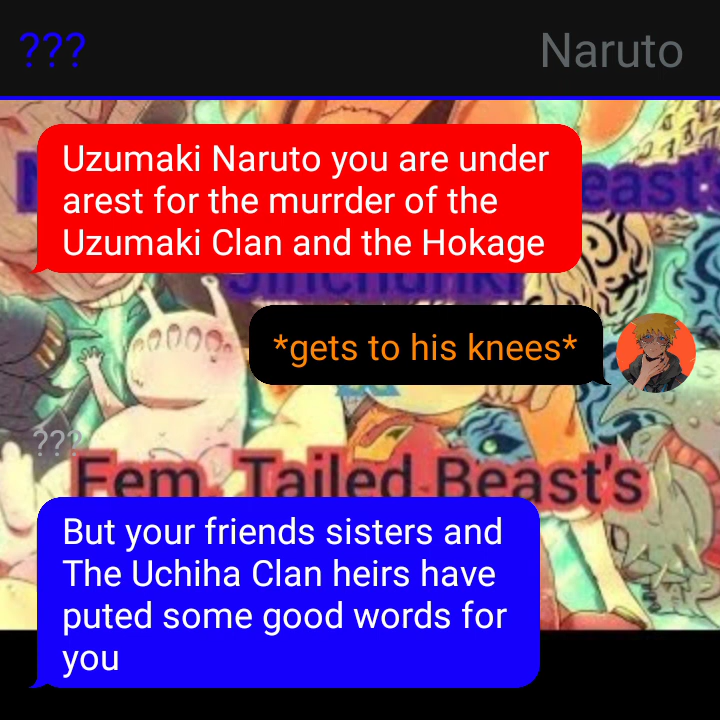 ??? Naruto
Uzumaki Naruto you are under
arest for the murrder of the
Uzumaki Clan and the Hokage
east's
*gets to his knees*
???
Fem. Tailed Beast's
But your friends sisters and
The Uchiha Clan heirs have
puted some good words for
you